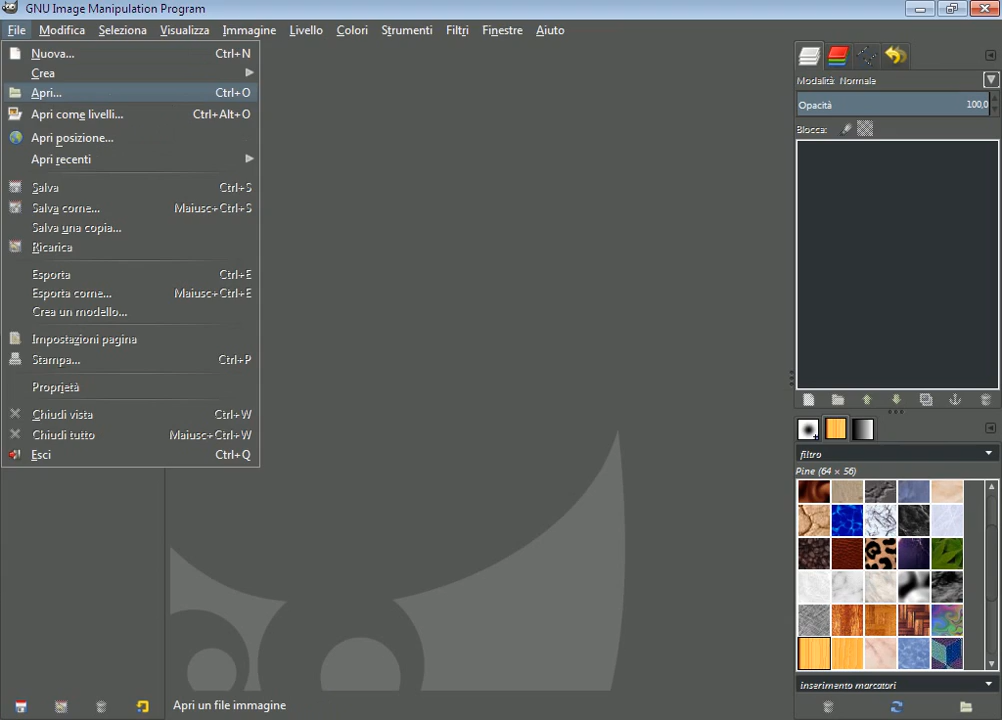 GNU Image Manipulation Program
File Modifica Seleziona Visualizza Immagine Livello Colori Strumenti Filtri Finestre Aiuto
Nuova... Ctrl+N
Crea
Apri... Ctrl+O
Apri come livelli... Ctrl+Alt+O
Apri posizione...
Apri recenti
Salva Ctrl+S
Salva come... Maiusc+Ctrl+S
Salva una copia...
Ricarica
Esporta Ctrl+E
Esporta come... Maiusc+Ctrl+E
Crea un modello...
Impostazioni pagina
Stampa... Ctrl+P
Proprietà
Chiudi vista Ctrl+W
Chiudi tutto Maiusc+Ctrl+W
Esci Ctrl+Q
Modalità: Normale
Opacità 100,0
Blocca:
filtro
Pine (64 × 56)
inserimento marcatori
Apri un file immagine